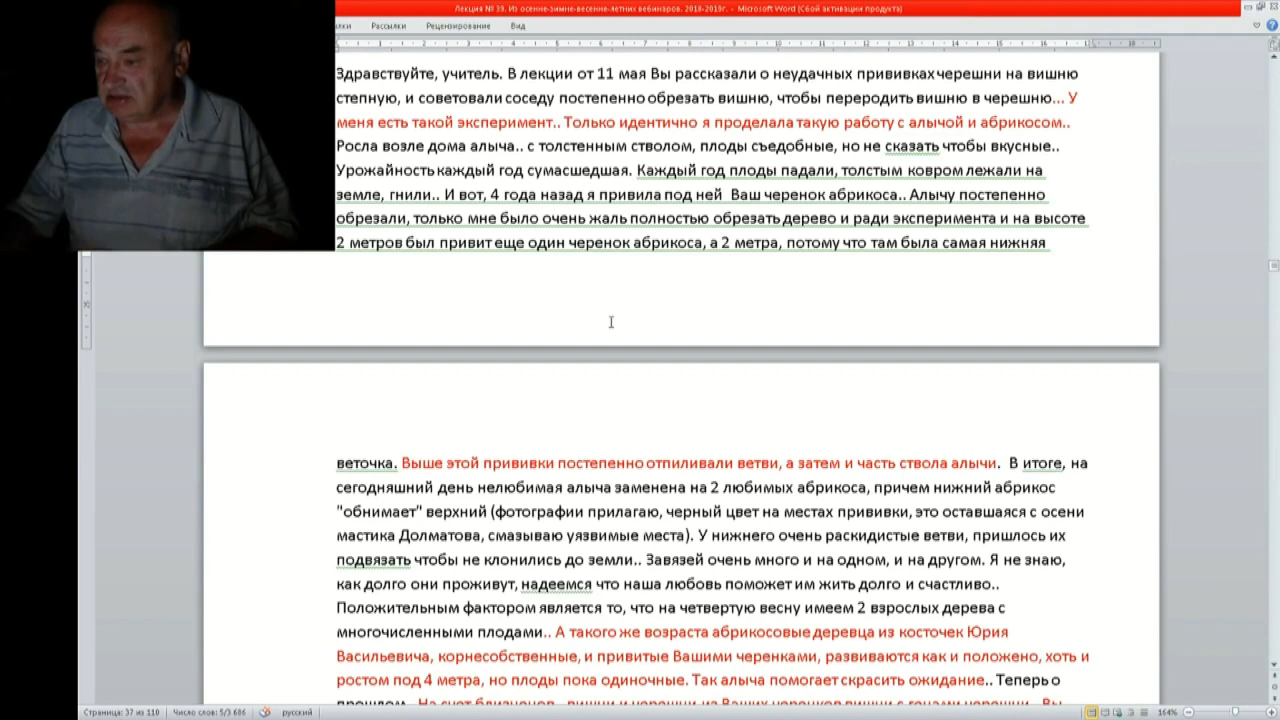 Лекция № 39. Из осенне-зимне-весенне-летних вебинаров. 2018-2019г. - Microsoft Word (Сбой активации продукта)
лки Рассылки Рецензирование Вид
Здравствуйте, учитель. В лекции от 11 мая Вы рассказали о неудачных прививках черешни на вишню
степную, и советовали соседу постепенно обрезать вишню, чтобы переродить вишню в черешню... У
меня есть такой эксперимент.. Только идентично я проделала такую работу с алычой и абрикосом..
Росла возле дома алыча.. с толстенным стволом, плоды съедобные, но не сказать чтобы вкусные..
Урожайность каждый год сумасшедшая. Каждый год плоды падали, толстым ковром лежали на
земле, гнили.. И вот, 4 года назад я привила под ней Ваш черенок абрикоса.. Алычу постепенно
обрезали, только мне было очень жаль полностью обрезать дерево и ради эксперимента и на высоте
2 метров был привит еще один черенок абрикоса, а 2 метра, потому что там была самая нижняя
веточка. Выше этой прививки постепенно отпиливали ветви, а затем и часть ствола алычи. В итоге, на
сегодняшний день нелюбимая алыча заменена на 2 любимых абрикоса, причем нижний абрикос
"обнимает" верхний (фотографии прилагаю, черный цвет на местах прививки, это оставшаяся с осени
мастика Долматова, смазываю уязвимые места). У нижнего очень раскидистые ветви, пришлось их
подвязать чтобы не клонились до земли.. Завязей очень много и на одном, и на другом. Я не знаю,
как долго они проживут, надеемся что наша любовь поможет им жить долго и счастливо..
Положительным фактором является то, что на четвертую весну имеем 2 взрослых дерева с
многочисленными плодами.. А такого же возраста абрикосовые деревца из косточек Юрия
Васильевича, корнесобственные, и привитые Вашими черенками, развиваются как и положено, хоть и
ростом под 4 метра, но плоды пока одиночные. Так алыча помогает скрасить ожидание.. Теперь о
Страница: 37 из 110 Число слов: 5/3 686 русский 164%